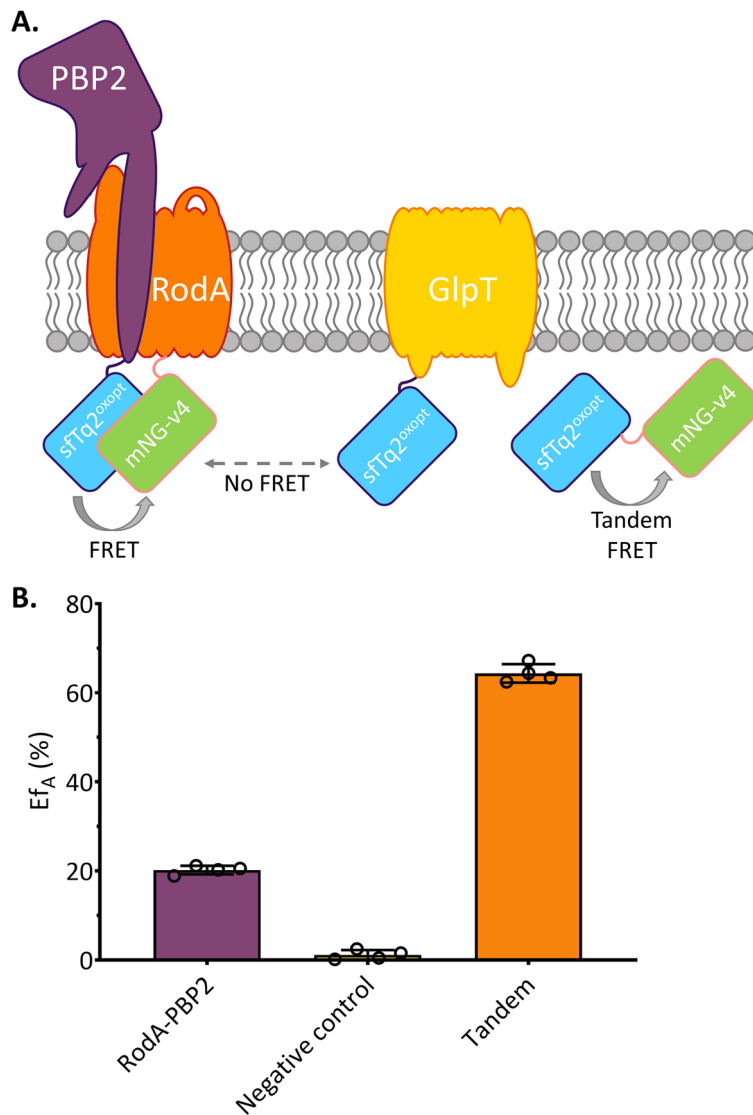 A.
PBP2
RodA
GlpT
sfTq2oxopt
mNG-v4
sfTq2oxopt
sfTq2oxopt
mNG-v4
No FRET
FRET
Tandem
FRET
B.
80
60
40
20
0
EfA (%)
RodA-PBP2
Negative control
Tandem